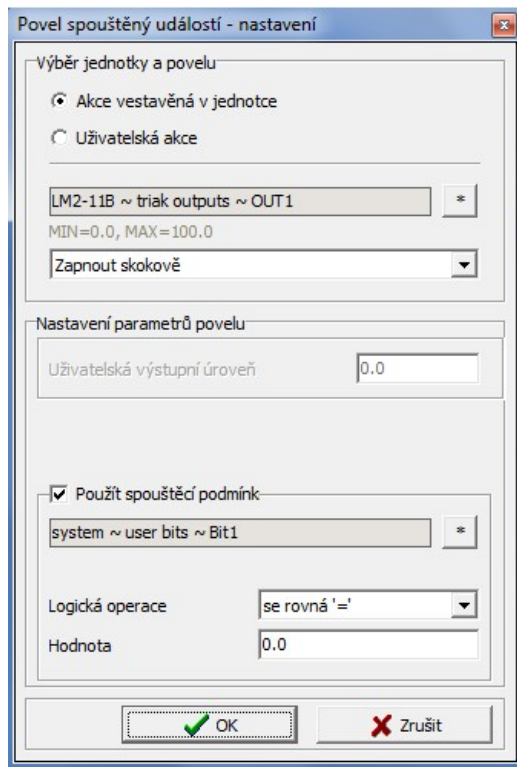 Povel spouštěný událostí - nastavení
Výběr jednotky a povelu
Akce vestavěná v jednotce
Uživatelská akce
LM2-11B ~ triak outputs ~ OUT1 *
MIN=0.0, MAX=100.0
Zapnout skokově
Nastavení parametrů povelu
Uživatelská výstupní úroveň 0.0
Použít spouštěcí podmínk
system ~ user bits ~ Bit1 *
Logická operace se rovná '='
Hodnota 0.0
OK Zrušit